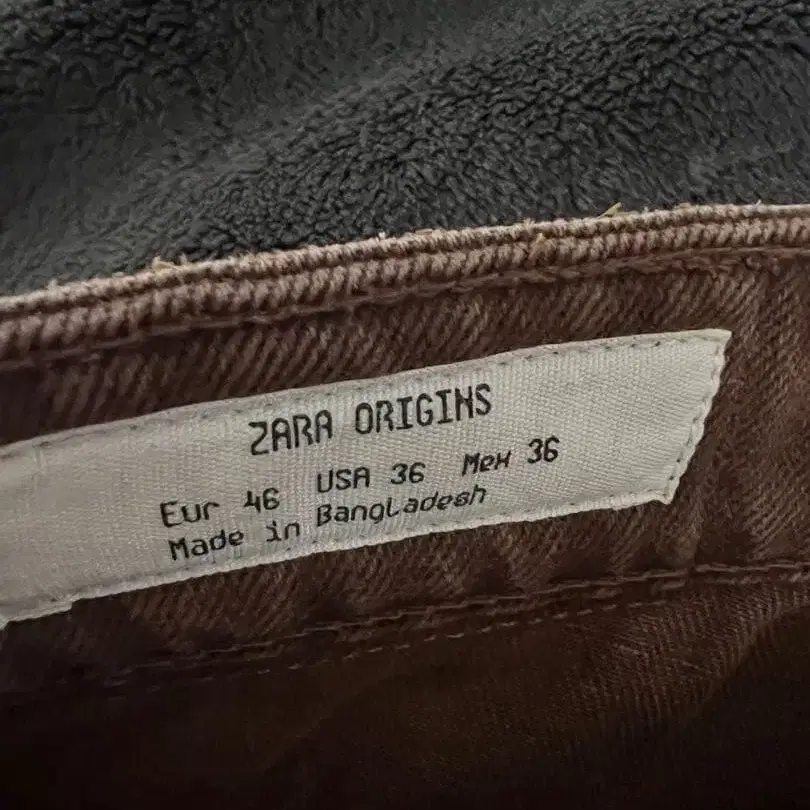 ZARA ORIGINS
Eur 46 USA 36 Mex 36
Made in Bangladesh